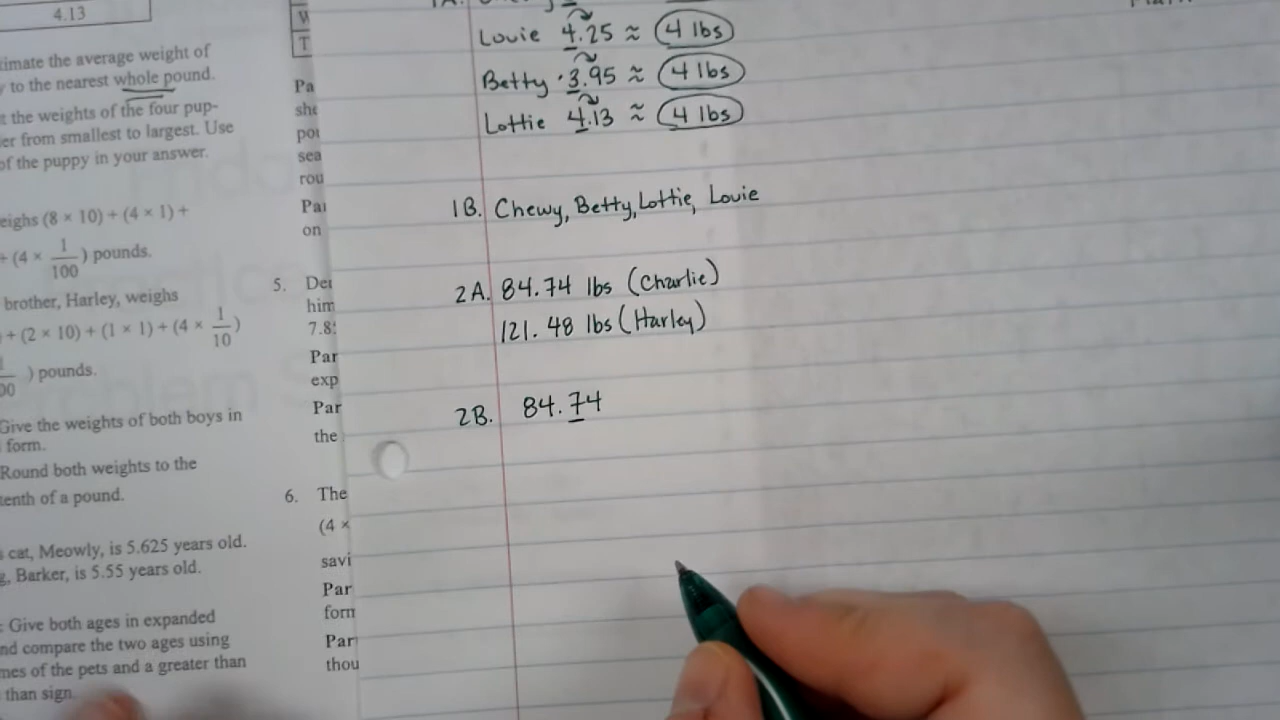 4.13
timate the average weight of
y to the nearest whole pound.
t the weights of the four pup-
er from smallest to largest. Use
of the puppy in your answer.
eighs (8 × 10) + (4 × 1) +
+ (4 × 1/100) pounds.
brother, Harley, weighs
+ (2 × 10) + (1 × 1) + (4 × 1/10)
) pounds.
Give the weights of both boys in
form.
Round both weights to the
tenth of a pound.
s cat, Meowly, is 5.625 years old.
g, Barker, is 5.55 years old.
: Give both ages in expanded
nd compare the two ages using
mes of the pets and a greater than
than sign.
W
T
Pa
she
poi
sea
rou
Par
on
5. Der
him
7.8
Par
exp
Par
the
6. The
(4 ×
savi
Par
forn
Par
thou
Louie 4.25 ≈ 4 lbs
Betty 3.95 ≈ 4 lbs
Lottie 4.13 ≈ 4 lbs
1B. Chewy, Betty, Lottie, Louie
2A. 84.74 lbs (Charlie)
121.48 lbs (Harley)
2B. 84.74